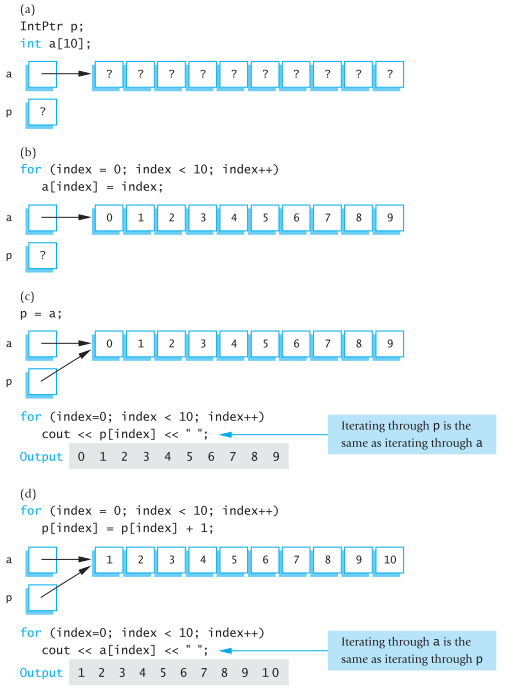 (a)
IntPtr p;
int a[10];
a ? ? ? ? ? ? ? ? ? ?
p ?
(b)
for (index = 0; index < 10; index++)
a[index] = index;
a 0 1 2 3 4 5 6 7 8 9
p ?
(c)
p = a;
a 0 1 2 3 4 5 6 7 8 9
p
for (index=0; index < 10; index++)
cout << p[index] << " ";
Iterating through p is the
same as iterating through a
Output 0 1 2 3 4 5 6 7 8 9
(d)
for (index = 0; index < 10; index++)
p[index] = p[index] + 1;
a 1 2 3 4 5 6 7 8 9 10
p
for (index=0; index < 10; index++)
cout << a[index] << " ";
Iterating through a is the
same as iterating through p
Output 1 2 3 4 5 6 7 8 9 10